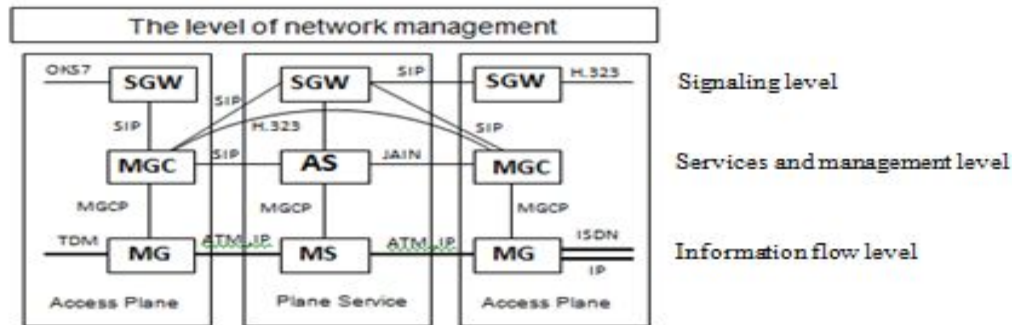 The level of network management
OKS7
SGW
SIP
SGW
SIP
SGW
H.323
Signaling level
SIP
H.323
SIP
MGC
SIP
AS
JAIN
MGC
Services and management level
MGCP
MGCP
MGCP
TDM
MG
ATM, IP
MS
ATM, IP
MG
ISDN
IP
Information flow level
Access Plane
Plane Service
Access Plane